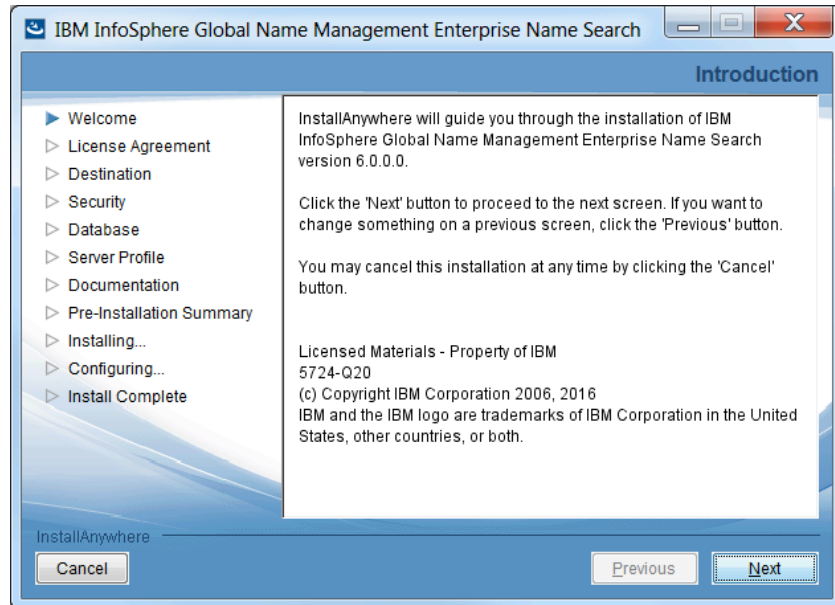 IBM InfoSphere Global Name Management Enterprise Name Search
Introduction
Welcome
License Agreement
Destination
Security
Database
Server Profile
Documentation
Pre-Installation Summary
Installing...
Configuring...
Install Complete
InstallAnywhere will guide you through the installation of IBM
InfoSphere Global Name Management Enterprise Name Search
version 6.0.0.0.
Click the 'Next' button to proceed to the next screen. If you want to
change something on a previous screen, click the 'Previous' button.
You may cancel this installation at any time by clicking the 'Cancel'
button.
Licensed Materials - Property of IBM
5724-Q20
(c) Copyright IBM Corporation 2006, 2016
IBM and the IBM logo are trademarks of IBM Corporation in the United
States, other countries, or both.
InstallAnywhere
Cancel
Previous
Next